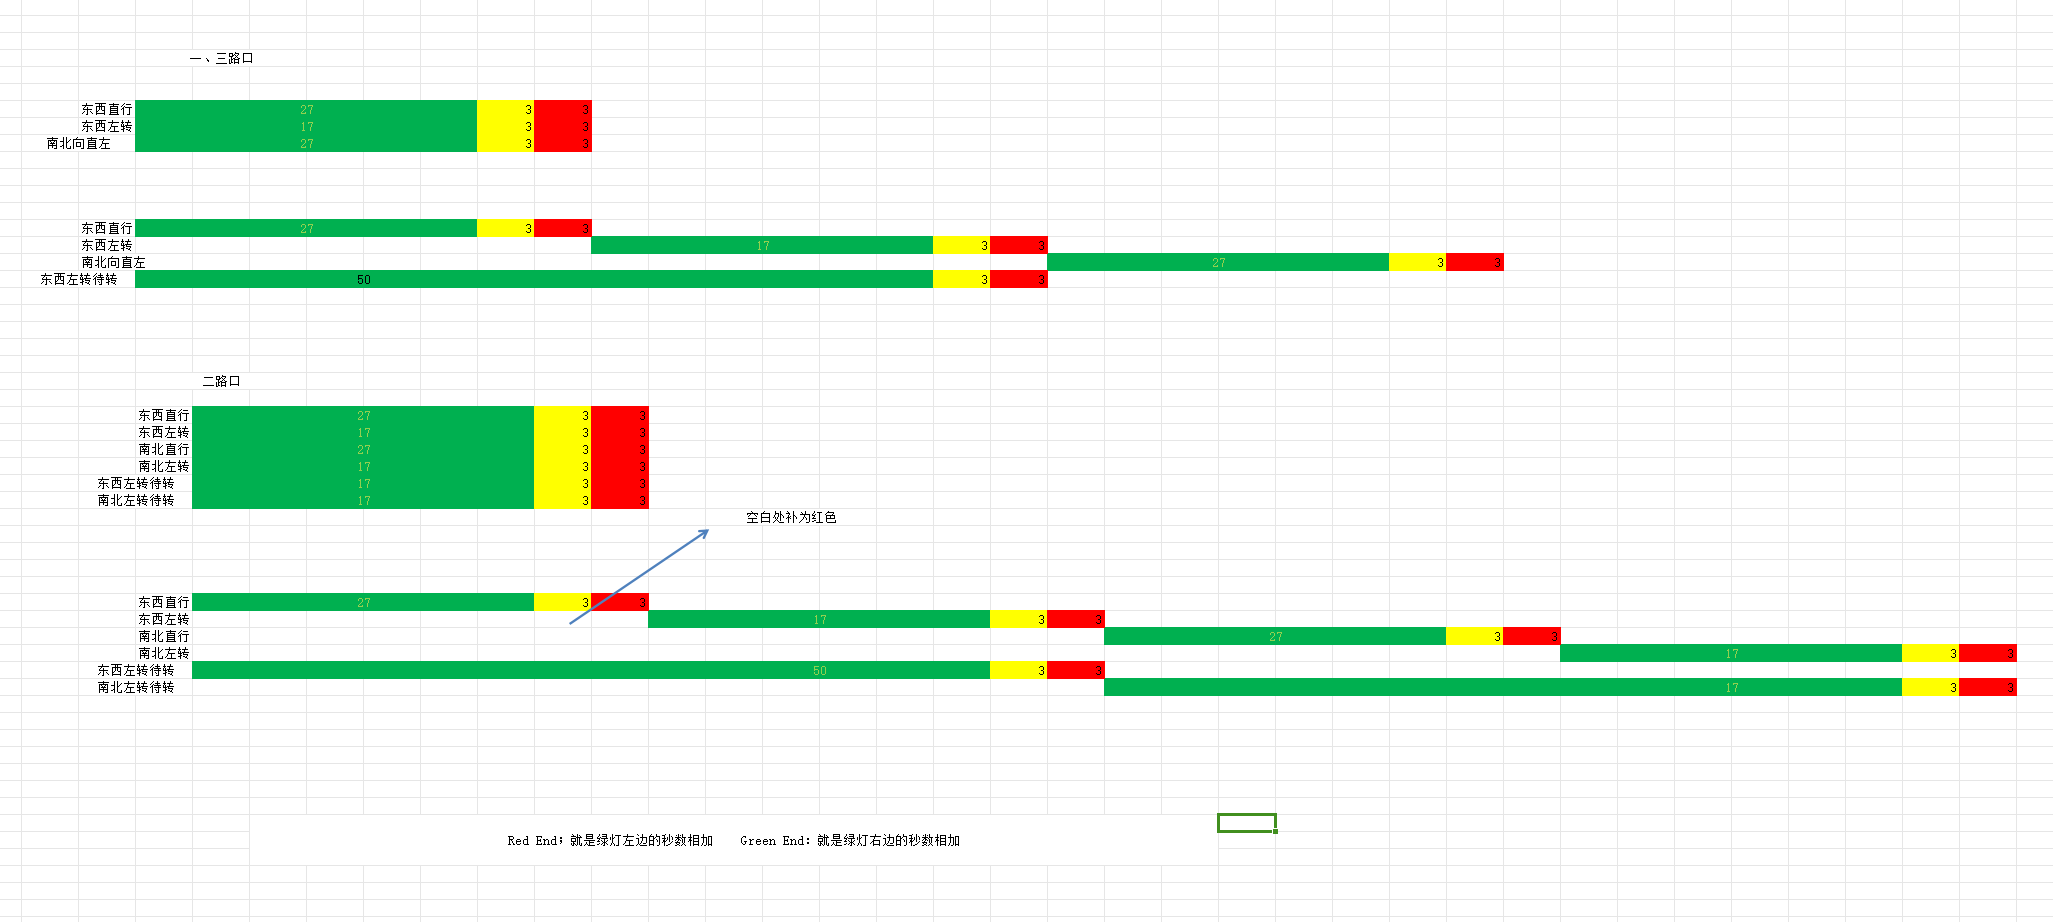 一、三路口
东西直行 27 3 3
东西左转 17 3 3
南北向直左 27 3 3
东西直行 27 3 3
东西左转 17 3 3
南北向直左 27 3 3
东西左转待转 50 3 3
二路口
东西直行 27 3 3
东西左转 17 3 3
南北直行 27 3 3
南北左转 17 3 3
东西左转待转 17 3 3
南北左转待转 17 3 3
空白处补为红色
东西直行 27 3 3
东西左转 17 3 3
南北直行 27 3 3
南北左转 17 3 3
东西左转待转 50 3 3
南北左转待转 17 3 3
Red End; 就是绿灯左边的秒数相加 Green End: 就是绿灯右边的秒数相加